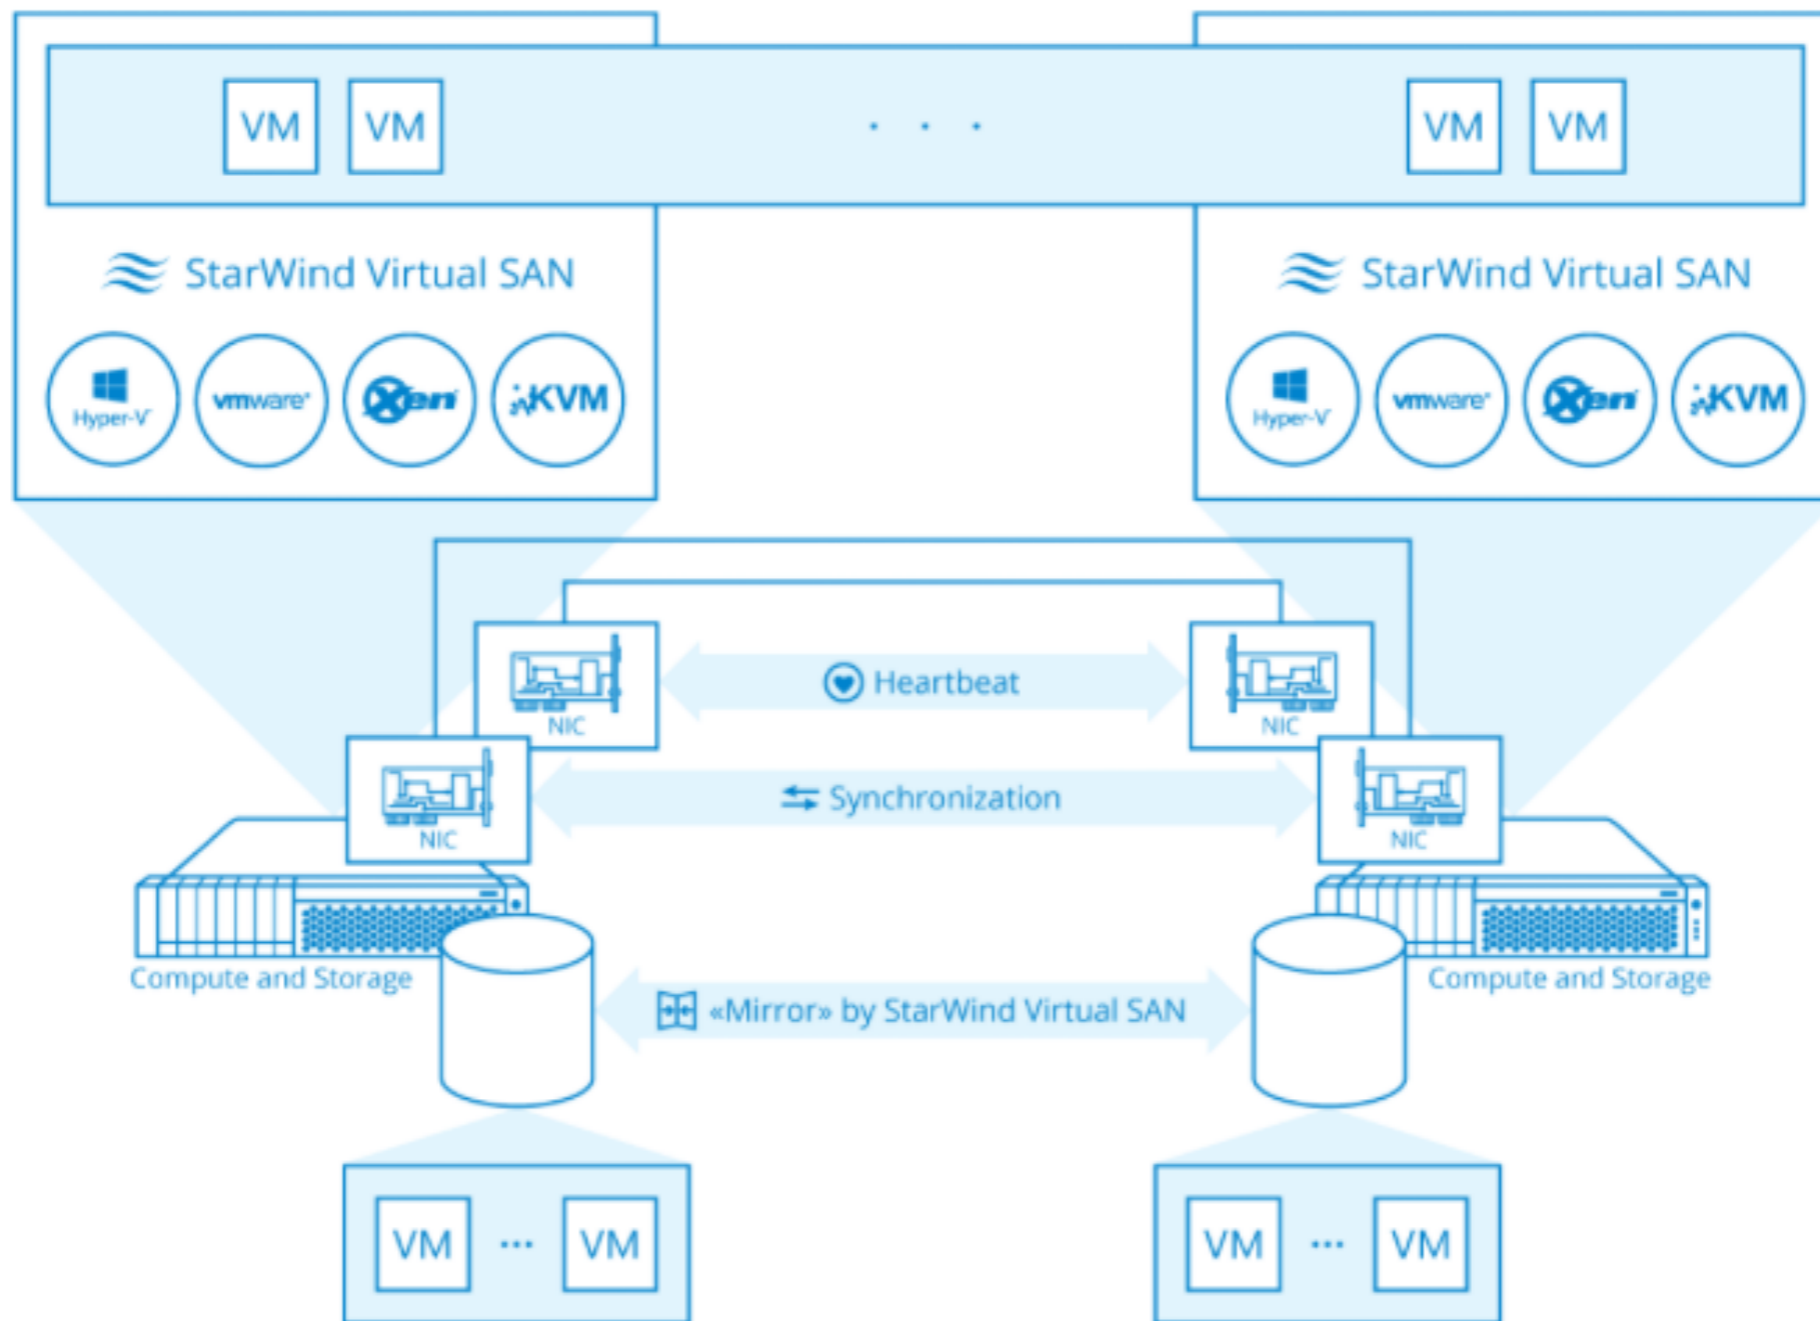 VM VM . . . VM VM
StarWind Virtual SAN StarWind Virtual SAN
Hyper-V vmware Xen KVM Hyper-V vmware Xen KVM
Heartbeat
NIC NIC
Synchronization
NIC NIC
Compute and Storage Compute and Storage
«Mirror» by StarWind Virtual SAN
VM ... VM VM ... VM